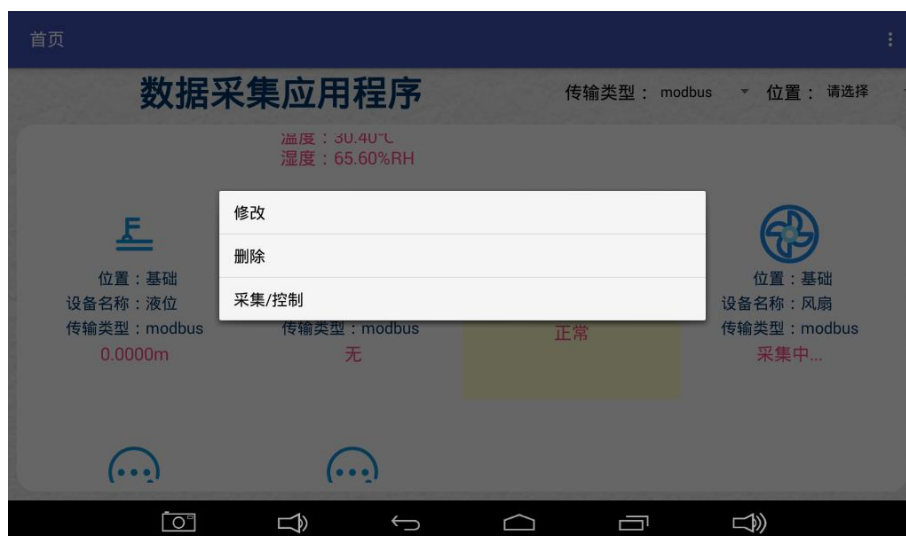 首页
数据采集应用程序
传输类型： modbus
位置： 请选择
温度：30.40℃
湿度：65.60%RH
修改
删除
采集/控制
位置：基础
设备名称：液位
传输类型：modbus
0.0000m
传输类型：modbus
无
正常
位置：基础
设备名称：风扇
传输类型：modbus
采集中...